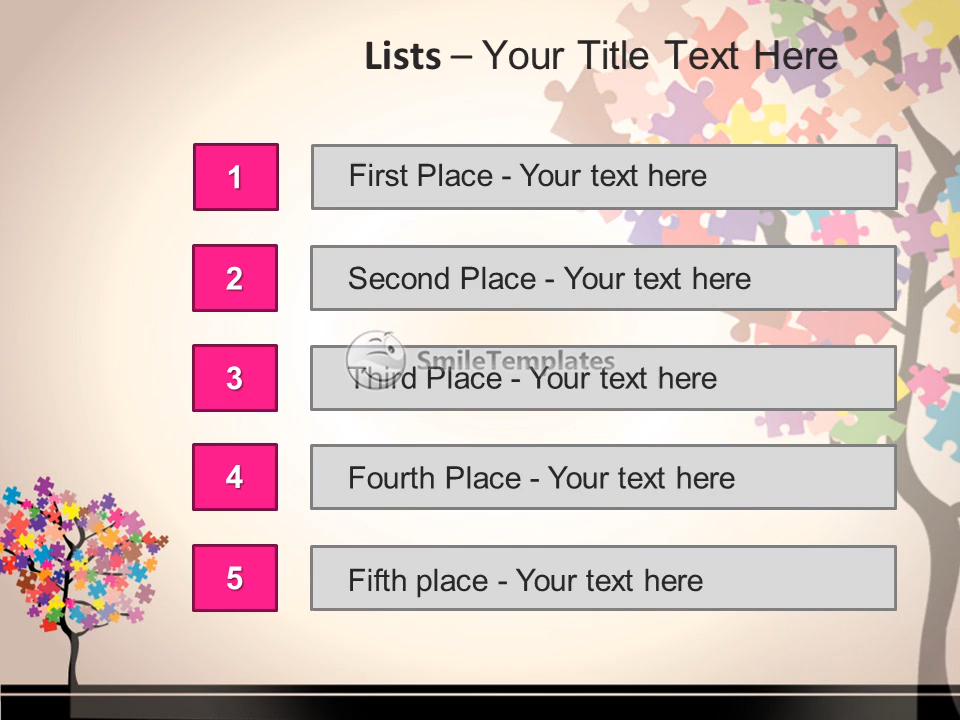 Lists – Your Title Text Here
1 First Place - Your text here
2 Second Place - Your text here
SmileTemplates
3 Third Place - Your text here
4 Fourth Place - Your text here
5 Fifth place - Your text here